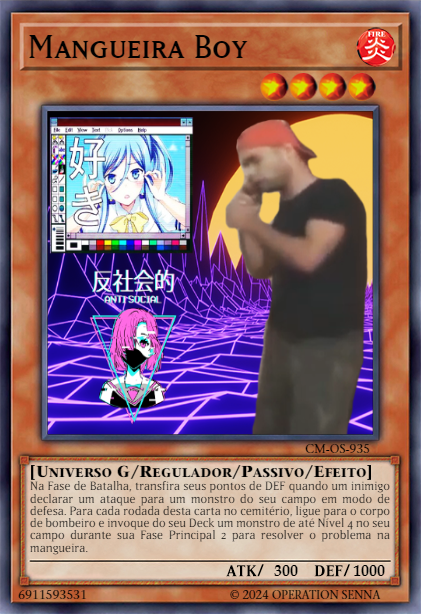 Mangueira Boy
FIRE
炎
File Edit View Text Options Help
好き
反社会的
ANTI SOCIAL
CM-OS-935
[Universo G/Regulador/Passivo/Efeito]
Na Fase de Batalha, transfira seus pontos de DEF quando um inimigo
declarar um ataque para um monstro do seu campo em modo de
defesa. Para cada rodada desta carta no cemitério, ligue para o corpo
de bombeiro e invoque do seu Deck um monstro de até Nível 4 no seu
campo durante sua Fase Principal 2 para resolver o problema na
mangueira.
ATK/ 300 DEF/1000
6911593531 © 2024 OPERATION SENNA